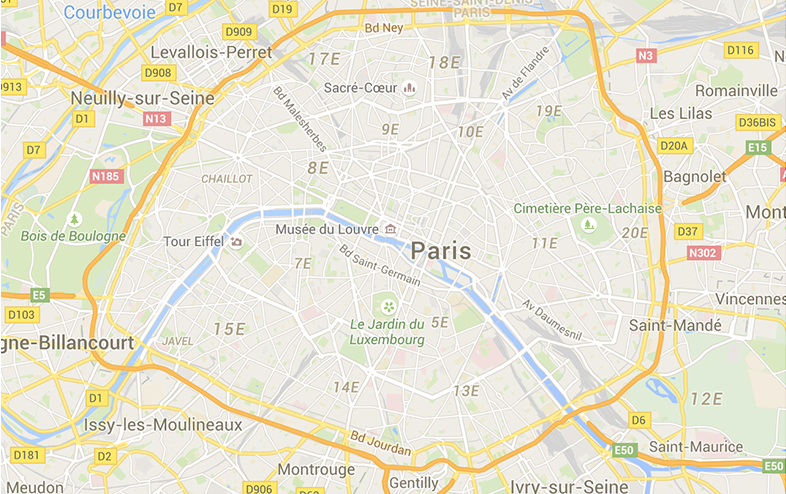 D7
D19
SEINE-SAINT-DENIS
PARIS
Courbevoie
D909
Bd Ney
Levallois-Perret
17E
18E
N3
D116
D908
Av de Flandre
D913
Sacré-Cœur
Romainville
Neuilly-sur-Seine
Bd Malesherbes
19E
Les Lilas
D1
N13
9E
10E
D36BIS
D7
D20A
E15
8E
N185
CHAILLOT
Bagnolet
PARIS
Cimetière Père-Lachaise
Mont
Bois de Boulogne
Musée du Louvre
Tour Eiffel
Paris
11E
20E
D37
Bd Saint-Germain
N302
7E
E5
Vincennes
D103
Av Daumesnil
Le Jardin du
Luxembourg
5E
15E
Saint-Mandé
gne-Billancourt
JAVEL
14E
13E
12E
D1
Issy-les-Moulineaux
D6
Bd Jourdan
Saint-Maurice
E50
D181
D2
E50
Montrouge
Meudon
D906
Gentilly
Ivry-sur-Seine